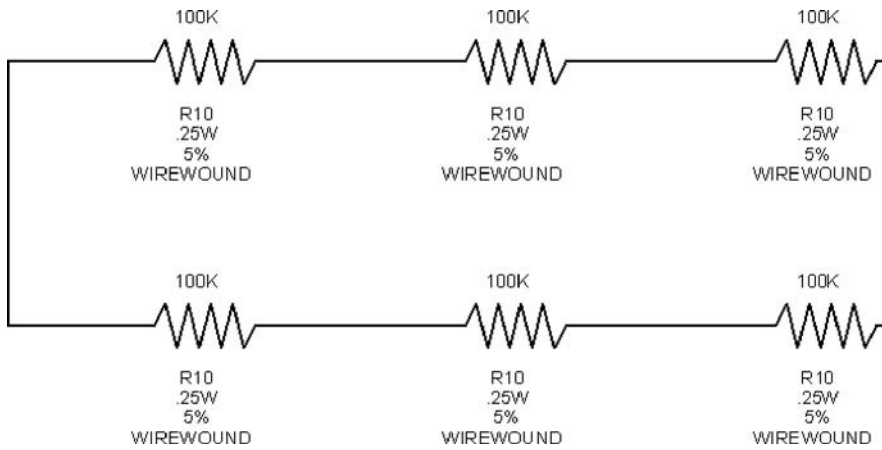 100K 100K 100K
R10 R10 R10
.25W .25W .25W
5% 5% 5%
WIREWOUND WIREWOUND WIREWOUND
100K 100K 100K
R10 R10 R10
.25W .25W .25W
5% 5% 5%
WIREWOUND WIREWOUND WIREWOUND